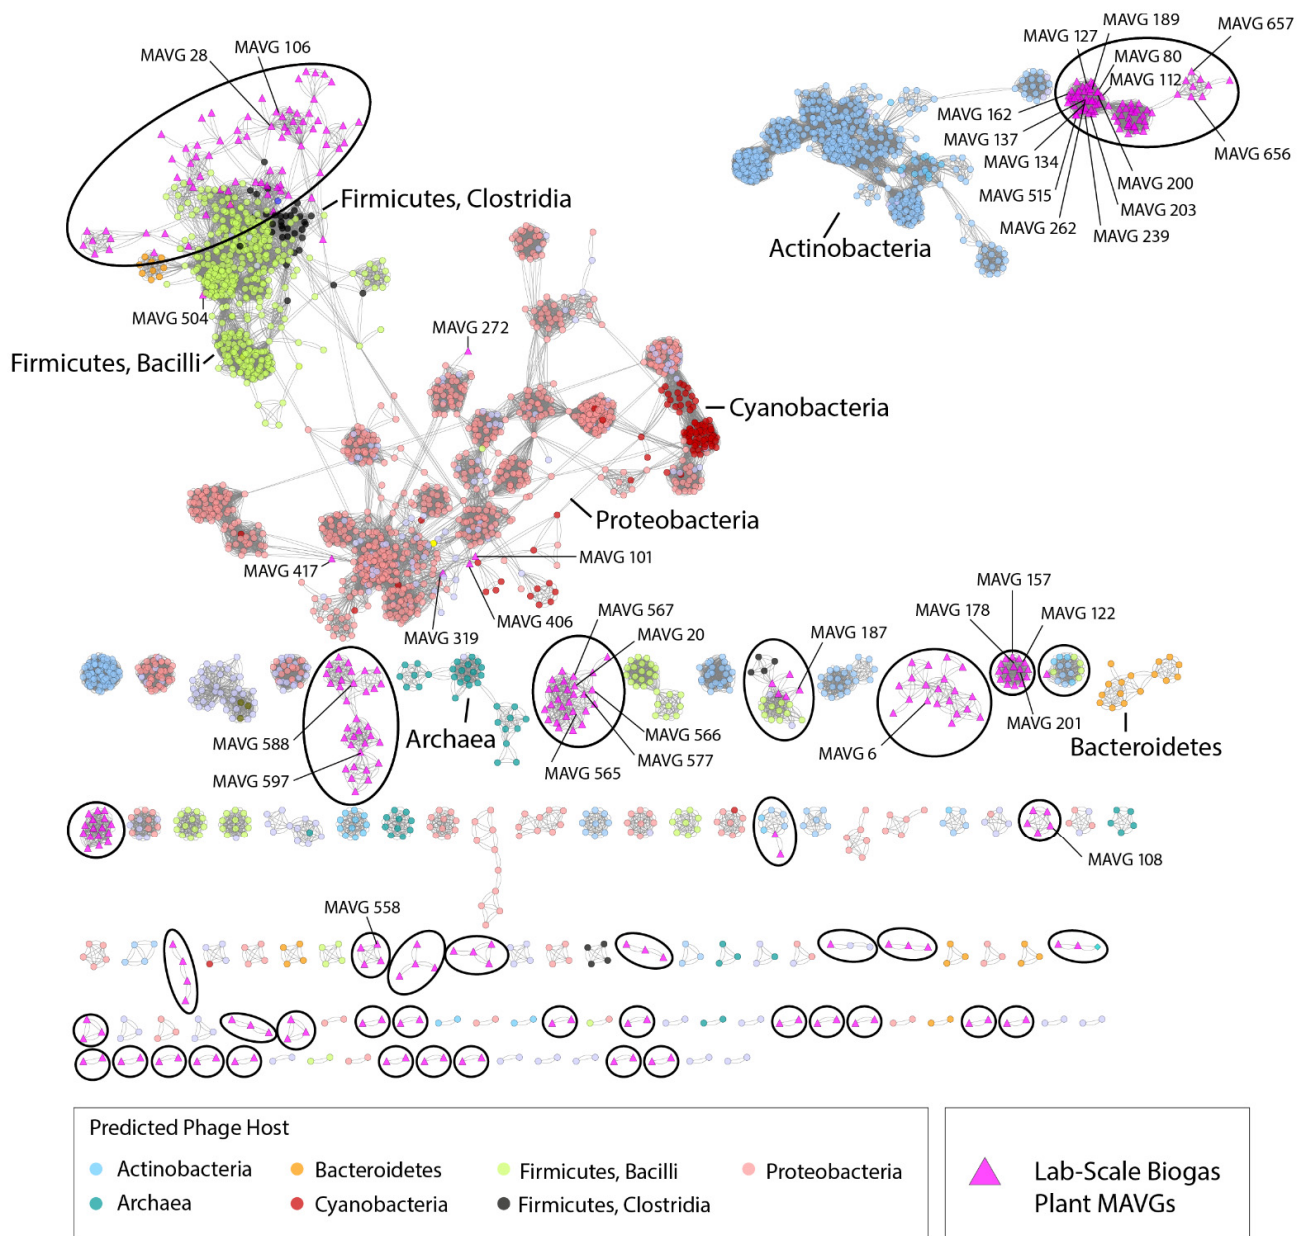 MAVG 189
MAVG 657
MAVG 127
MAVG 106
MAVG 28
MAVG 80
MAVG 112
MAVG 162
MAVG 137
MAVG 134
MAVG 656
MAVG 515
MAVG 200
Firmicutes, Clostridia
MAVG 203
MAVG 262
MAVG 239
Actinobacteria
MAVG 504
MAVG 272
Firmicutes, Bacilli
Cyanobacteria
Proteobacteria
MAVG 101
MAVG 417
MAVG 406
MAVG 319
MAVG 157
MAVG 567
MAVG 178
MAVG 122
MAVG 20
MAVG 187
MAVG 588
Archaea
MAVG 566
MAVG 201
MAVG 6
Bacteroidetes
MAVG 577
MAVG 565
MAVG 597
MAVG 108
MAVG 558
Predicted Phage Host
Actinobacteria
Bacteroidetes
Firmicutes, Bacilli
Proteobacteria
Archaea
Cyanobacteria
Firmicutes, Clostridia
Lab-Scale Biogas
Plant MAVGs